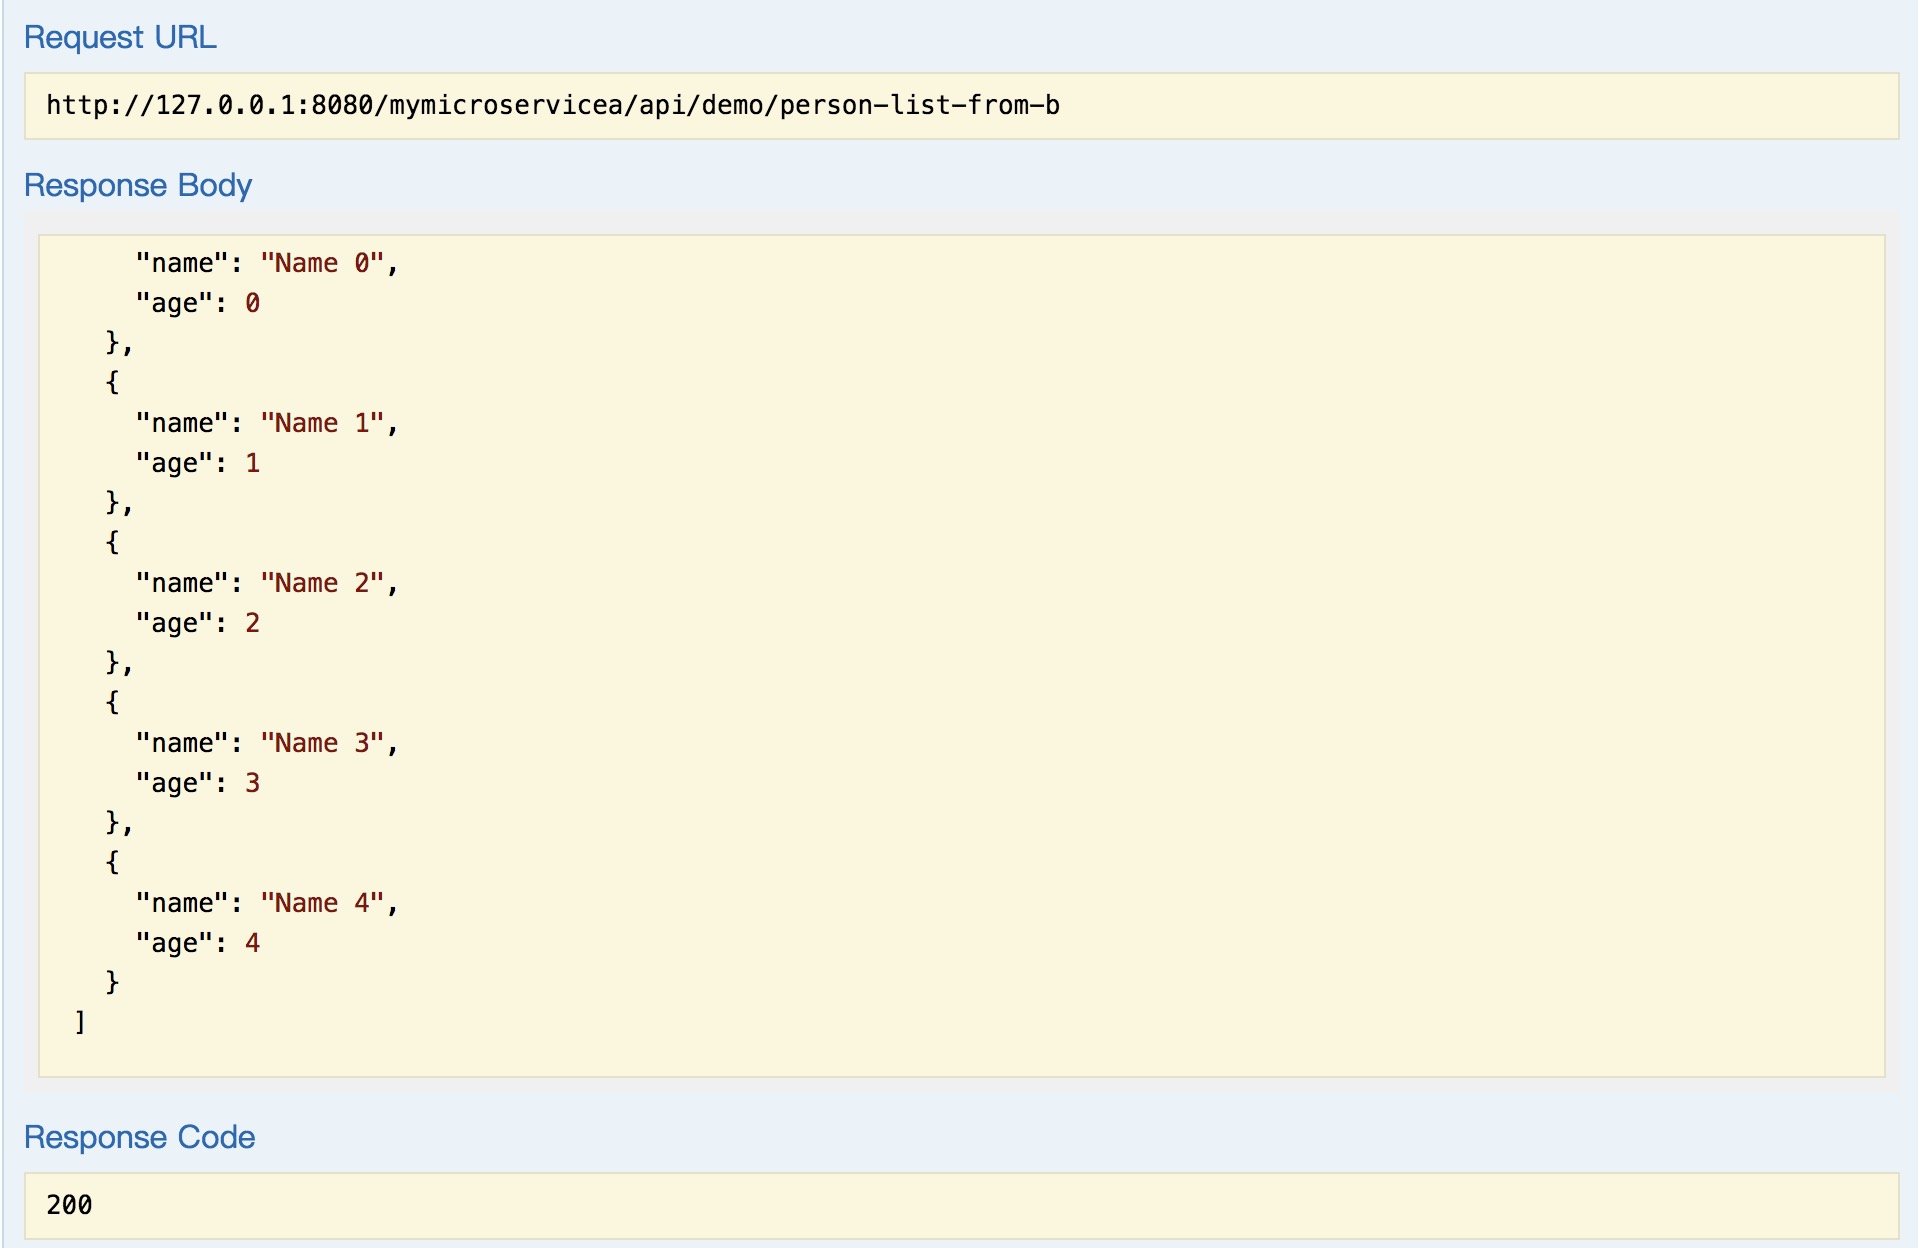 Request URL
http://127.0.0.1:8080/mymicroservicea/api/demo/person-list-from-b
Response Body
"name": "Name 0",
"age": 0
},
{
"name": "Name 1",
"age": 1
},
{
"name": "Name 2",
"age": 2
},
{
"name": "Name 3",
"age": 3
},
{
"name": "Name 4",
"age": 4
}
]
Response Code
200